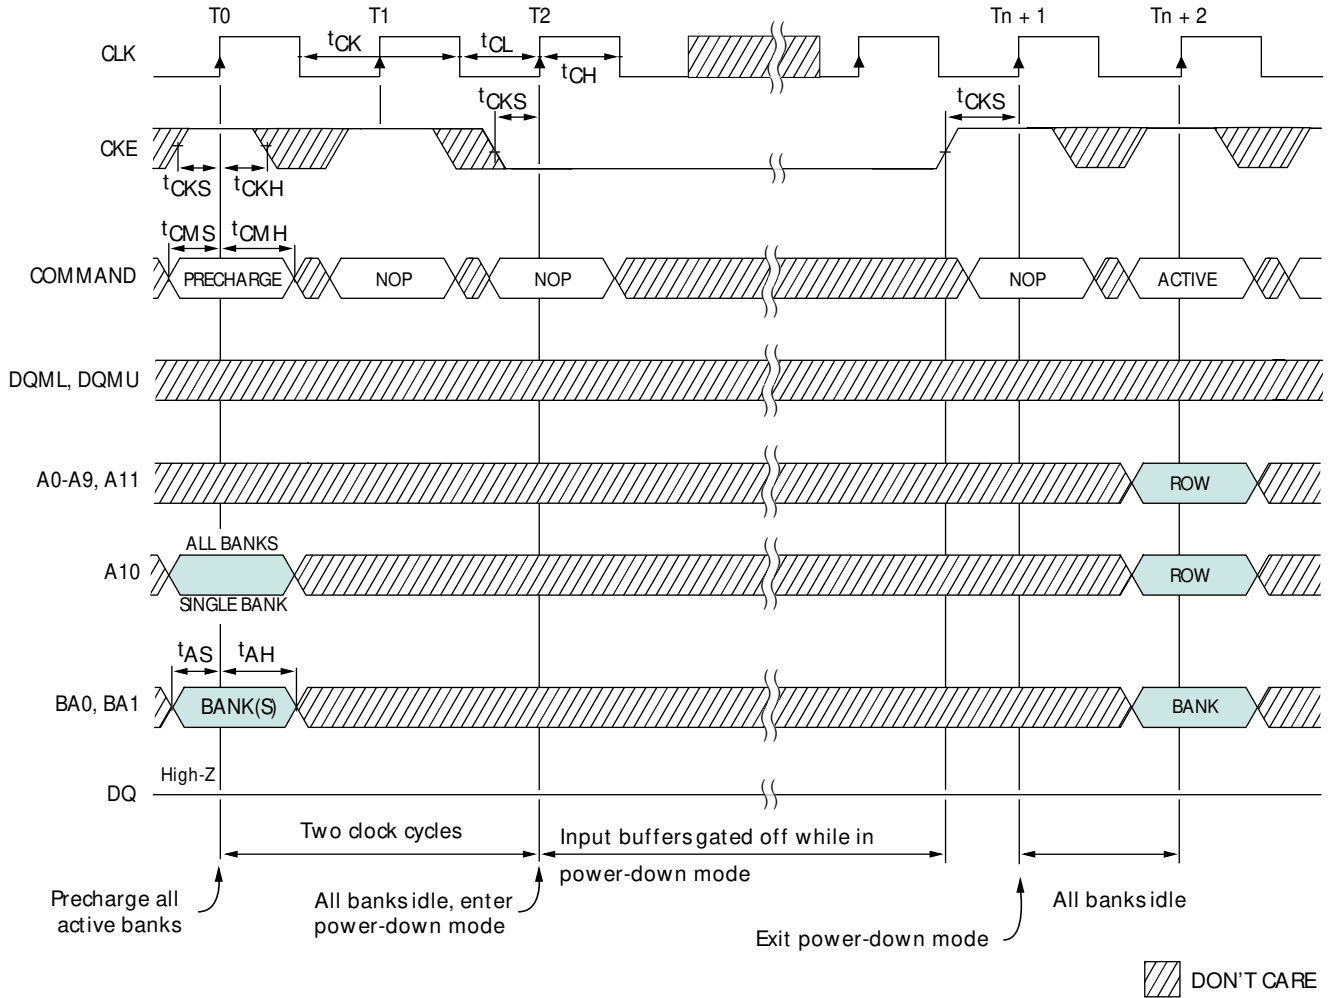 T0 T1 T2 Tn + 1 Tn + 2
CLK
tCK tCL
tCH
tCKS tCKS
CKE
tCKS tCKH
tCMS tCMH
COMMAND PRECHARGE NOP NOP NOP ACTIVE
DQML, DQMU
A0-A9, A11 ROW
ALL BANKS
A10 ROW
SINGLE BANK
tAS tAH
BA0, BA1 BANK(S) BANK
High-Z
DQ
Two clock cycles
Input buffers gated off while in
power-down mode
Precharge all
active banks
All banks idle, enter
power-down mode
All banks idle
Exit power-down mode
DON'T CARE